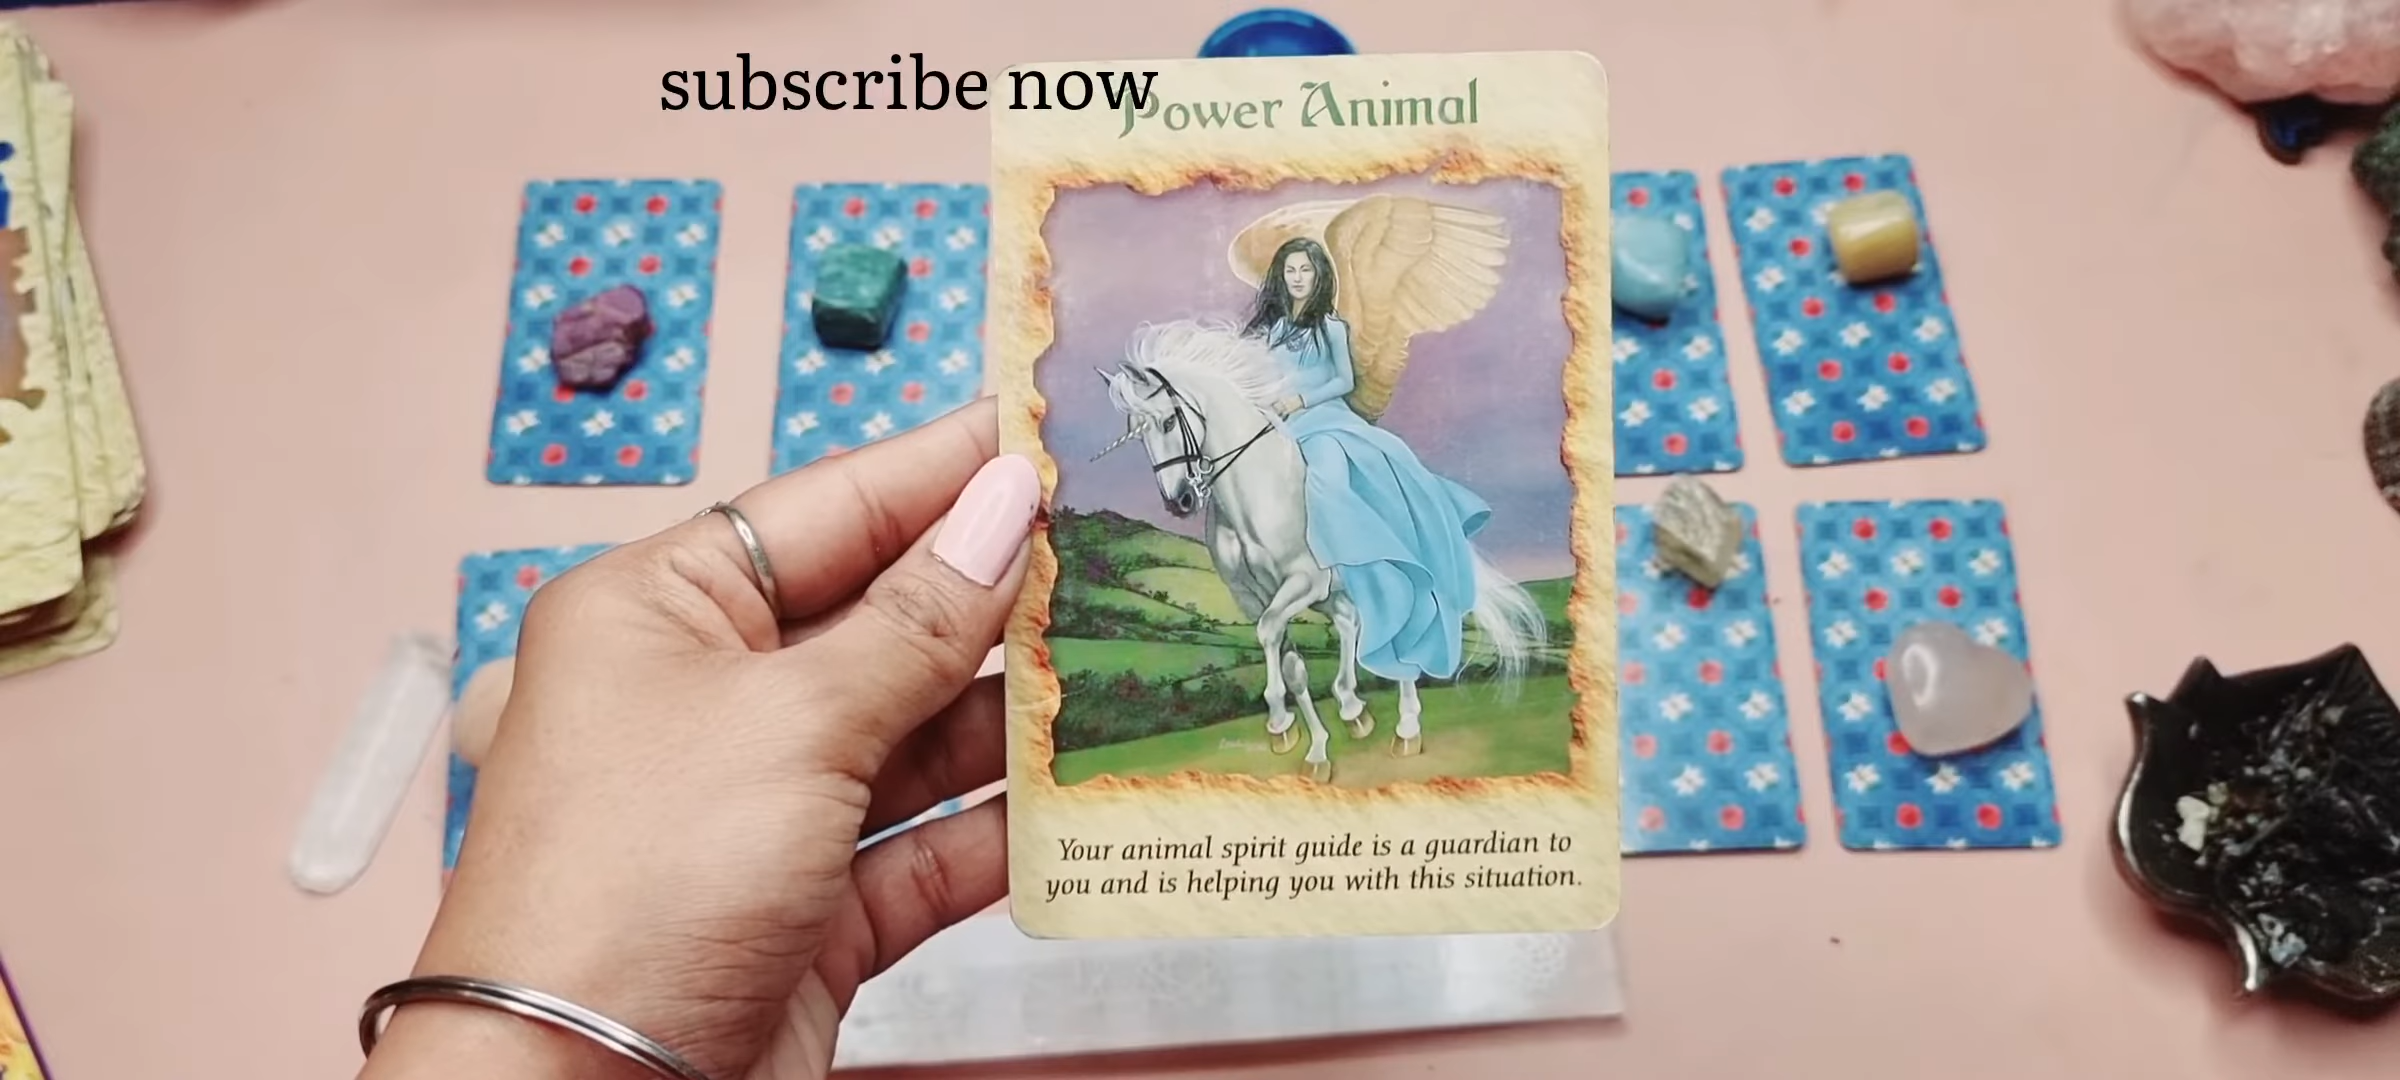 subscribe now
Power Animal
Your animal spirit guide is a guardian to
you and is helping you with this situation.